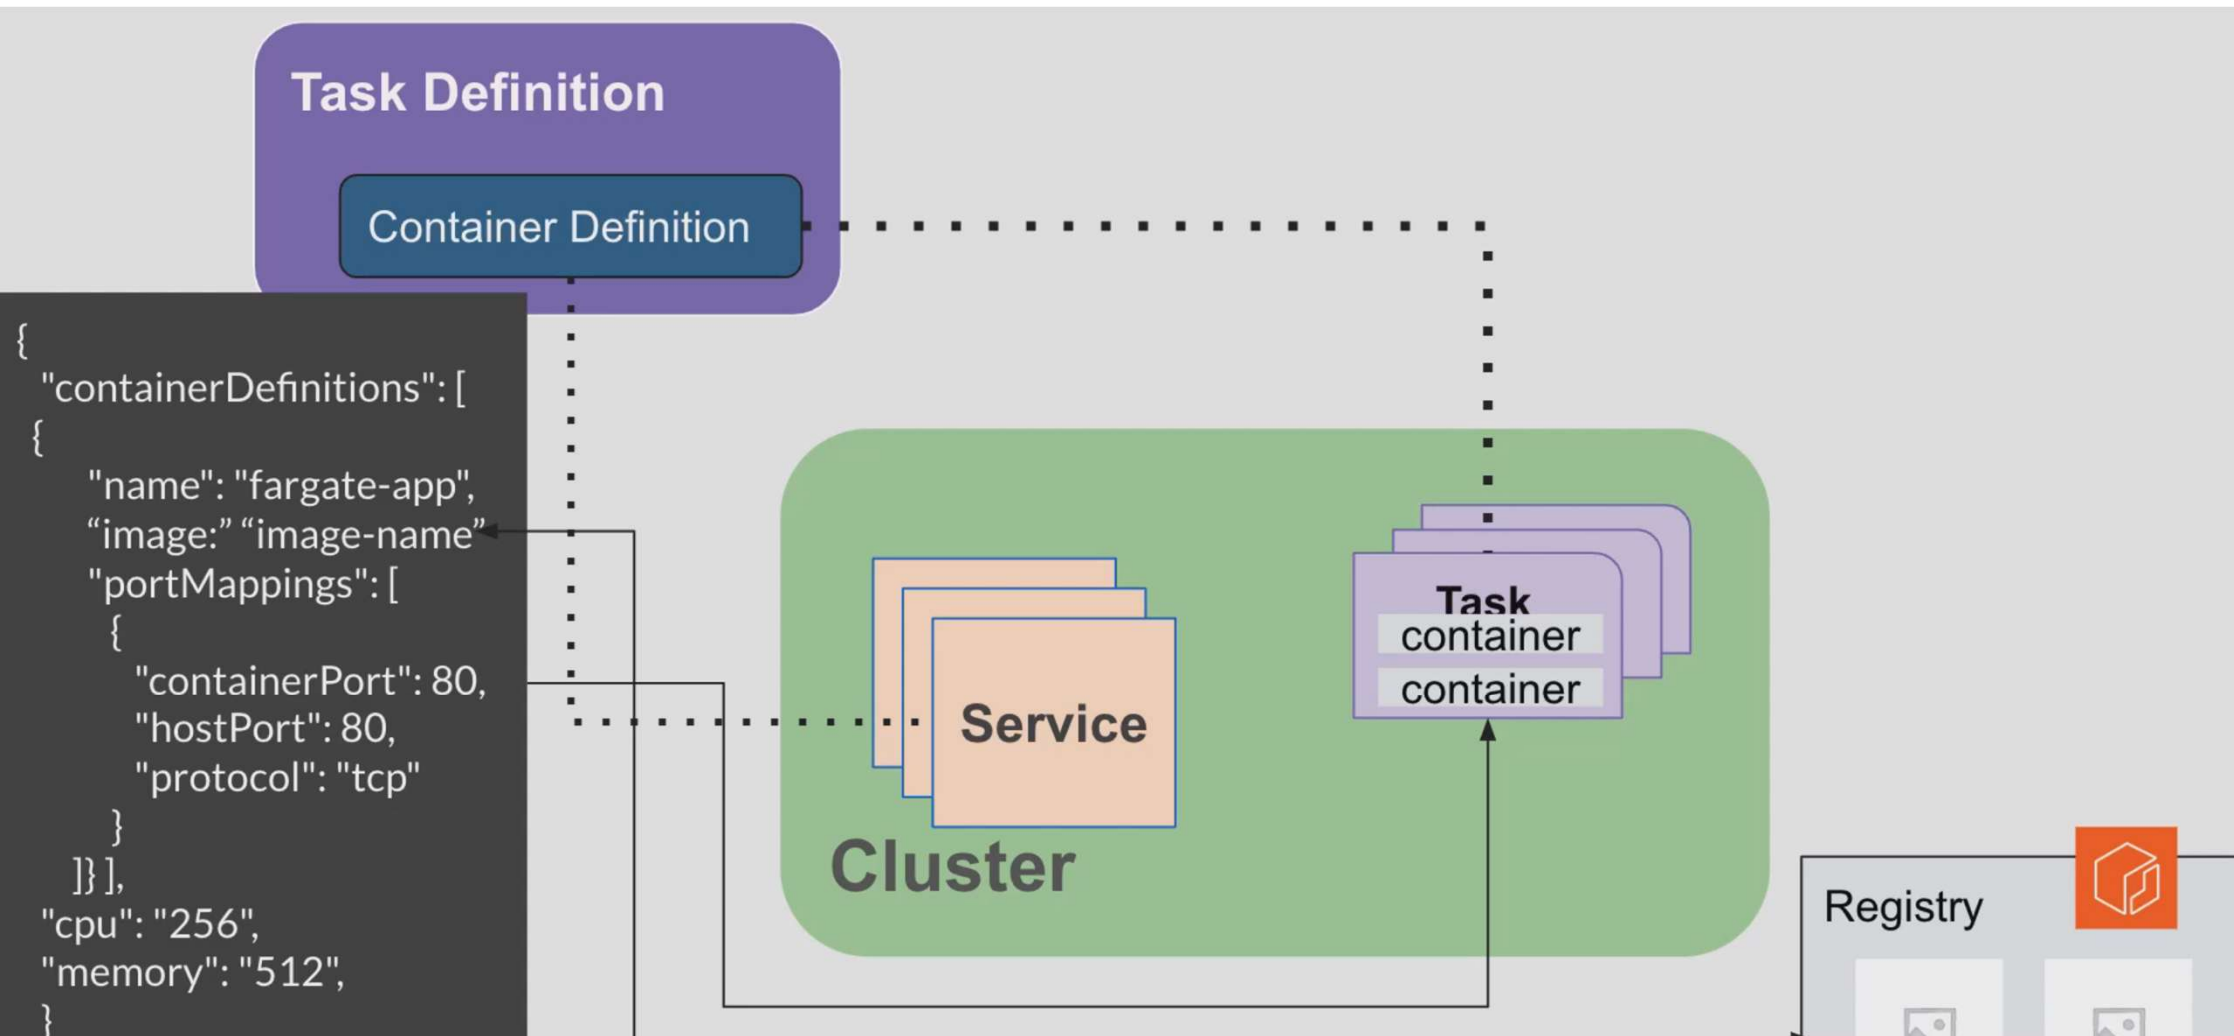 Task Definition
Container Definition
{
"containerDefinitions": [
{
"name": "fargate-app",
“image:” “image-name”
"portMappings": [
{
"containerPort": 80,
"hostPort": 80,
"protocol": "tcp"
}
]} ],
"cpu": "256",
"memory": "512",
}
Service
Cluster
Task
container
container
Registry